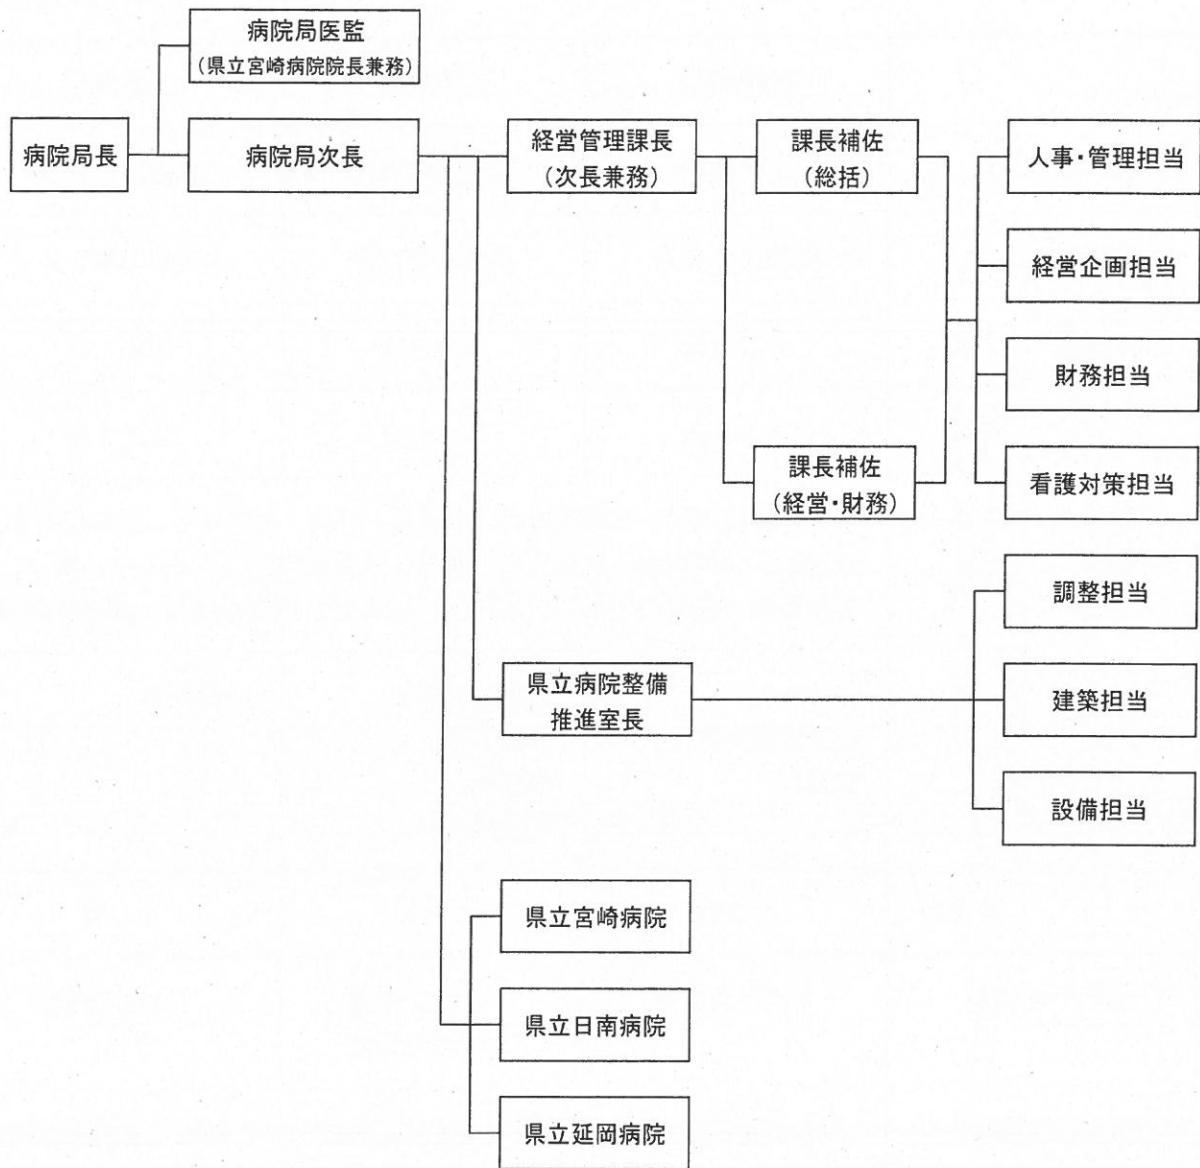 病院局医監
（県立宮崎病院院長兼務）
病院局長
病院局次長
経営管理課長
（次長兼務）
課長補佐
（総括）
人事・管理担当
経営企画担当
財務担当
課長補佐
（経営・財務）
看護対策担当
調整担当
県立病院整備
推進室長
建築担当
設備担当
県立宮崎病院
県立日南病院
県立延岡病院